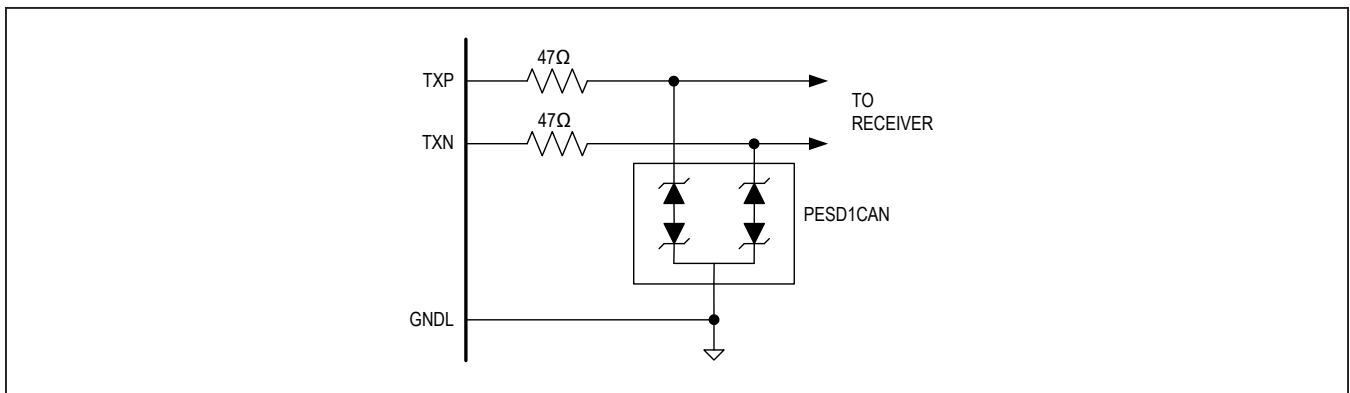 47Ω
TXP
TO
RECEIVER
47Ω
TXN
PESD1CAN
GNDL